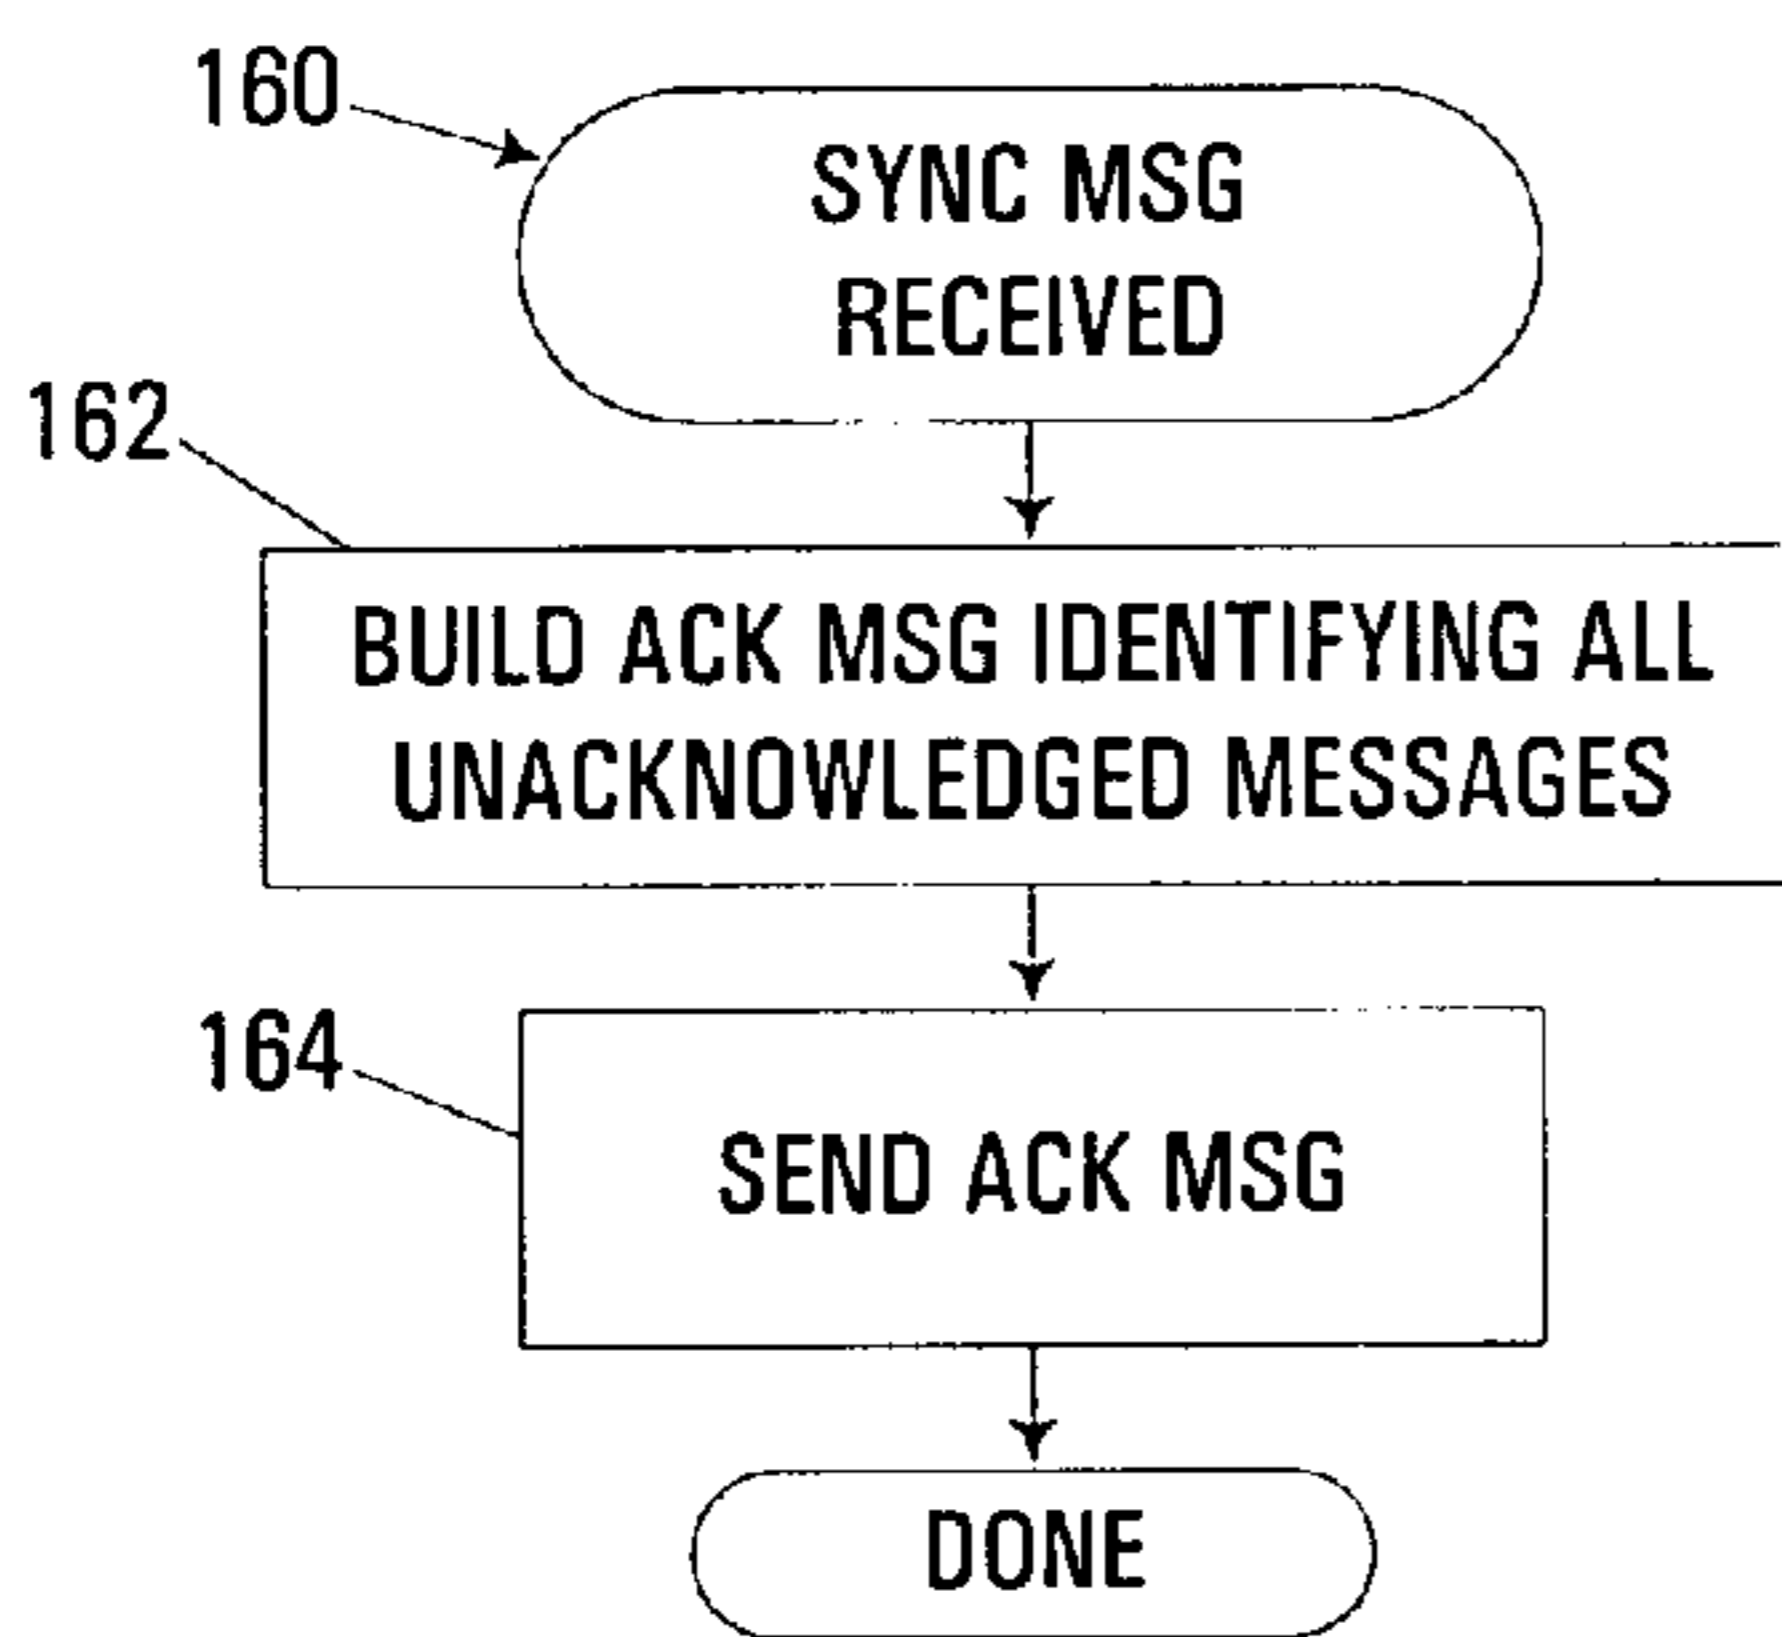 160
SYNC MSG
RECEIVED
162
BUILD ACK MSG IDENTIFYING ALL
UNACKNOWLEDGED MESSAGES
164
SEND ACK MSG
DONE